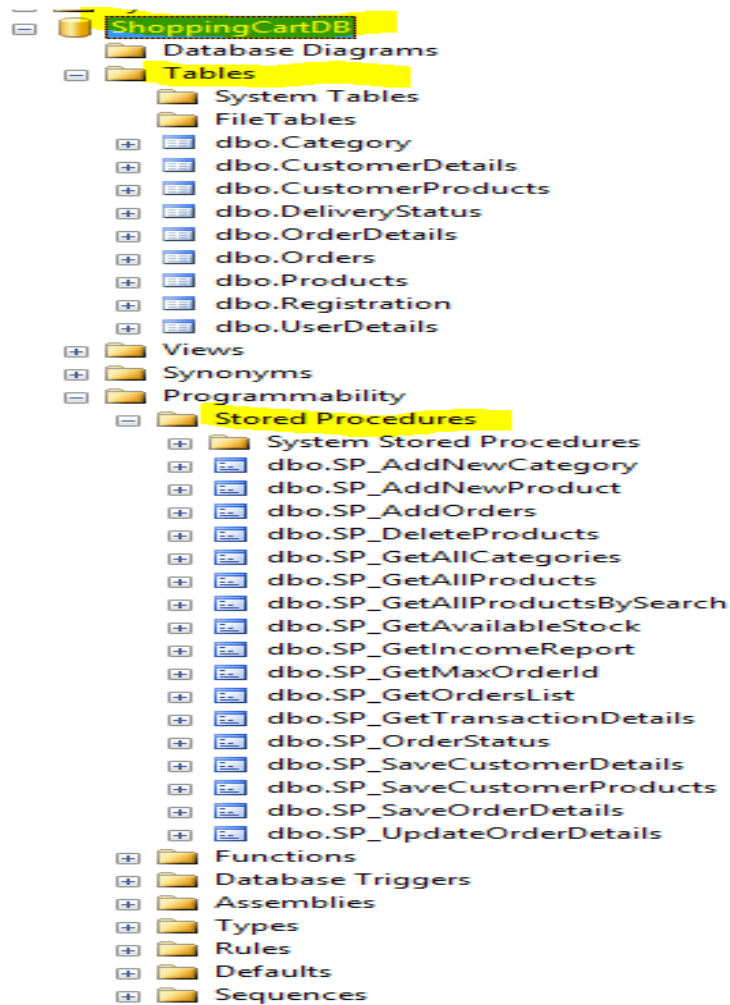 ShoppingCartDB
Database Diagrams
Tables
System Tables
FileTables
dbo.Category
dbo.CustomerDetails
dbo.CustomerProducts
dbo.DeliveryStatus
dbo.OrderDetails
dbo.Orders
dbo.Products
dbo.Registration
dbo.UserDetails
Views
Synonyms
Programmability
Stored Procedures
System Stored Procedures
dbo.SP_AddNewCategory
dbo.SP_AddNewProduct
dbo.SP_AddOrders
dbo.SP_DeleteProducts
dbo.SP_GetAllCategories
dbo.SP_GetAllProducts
dbo.SP_GetAllProductsBySearch
dbo.SP_GetAvailableStock
dbo.SP_GetIncomeReport
dbo.SP_GetMaxOrderId
dbo.SP_GetOrdersList
dbo.SP_GetTransactionDetails
dbo.SP_OrderStatus
dbo.SP_SaveCustomerDetails
dbo.SP_SaveCustomerProducts
dbo.SP_SaveOrderDetails
dbo.SP_UpdateOrderDetails
Functions
Database Triggers
Assemblies
Types
Rules
Defaults
Sequences